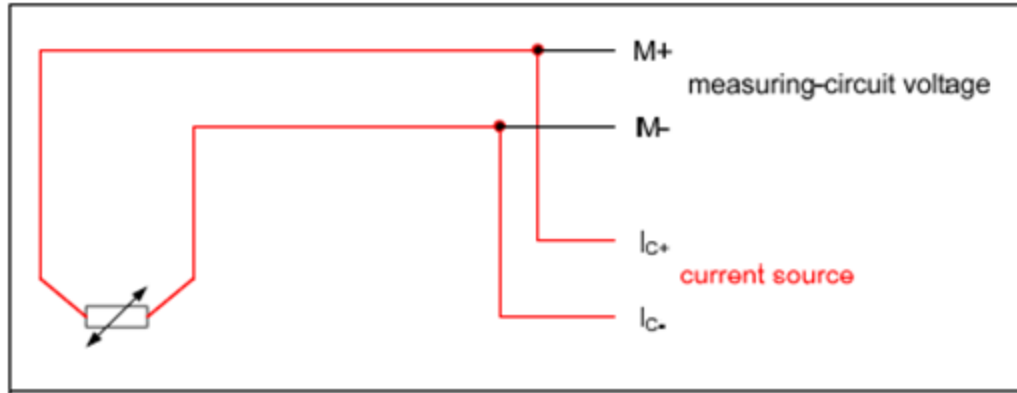 M+
measuring-circuit voltage
M-
IC+
current source
IC-